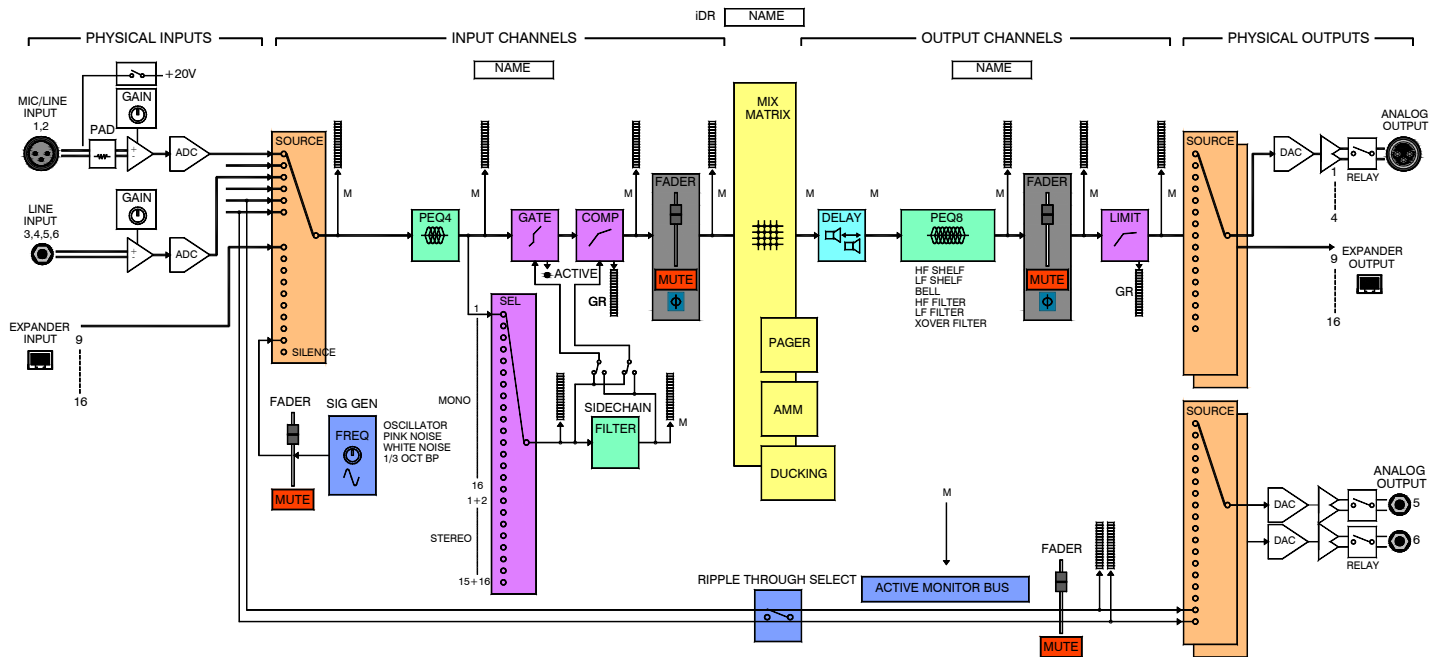 iDR NAME
PHYSICAL INPUTS
INPUT CHANNELS
OUTPUT CHANNELS
PHYSICAL OUTPUTS
NAME
NAME
+20V
GAIN
MIC/LINE
INPUT
1,2
PAD
+
-
ADC
SOURCE
M
M
M
M
MIX
MATRIX
M
M
M
M
SOURCE
DAC
1
4
RELAY
ANALOG
OUTPUT
GAIN
LINE
INPUT
3,4,5,6
+
-
ADC
PEQ4
GATE
COMP
FADER
MUTE
Φ
ACTIVE
GR
DELAY
PEQ8
HF SHELF
LF SHELF
BELL
HF FILTER
LF FILTER
XOVER FILTER
FADER
MUTE
Φ
LIMIT
GR
9
16
EXPANDER
OUTPUT
EXPANDER
INPUT
9
16
SILENCE
SEL
1
MONO
16
1+2
STEREO
15+16
SIDECHAIN
FILTER
M
PAGER
AMM
DUCKING
FADER
MUTE
SIG GEN
FREQ
OSCILLATOR
PINK NOISE
WHITE NOISE
1/3 OCT BP
SOURCE
DAC
DAC
ANALOG
OUTPUT
5
6
RELAY
M
RIPPLE THROUGH SELECT
ACTIVE MONITOR BUS
FADER
MUTE